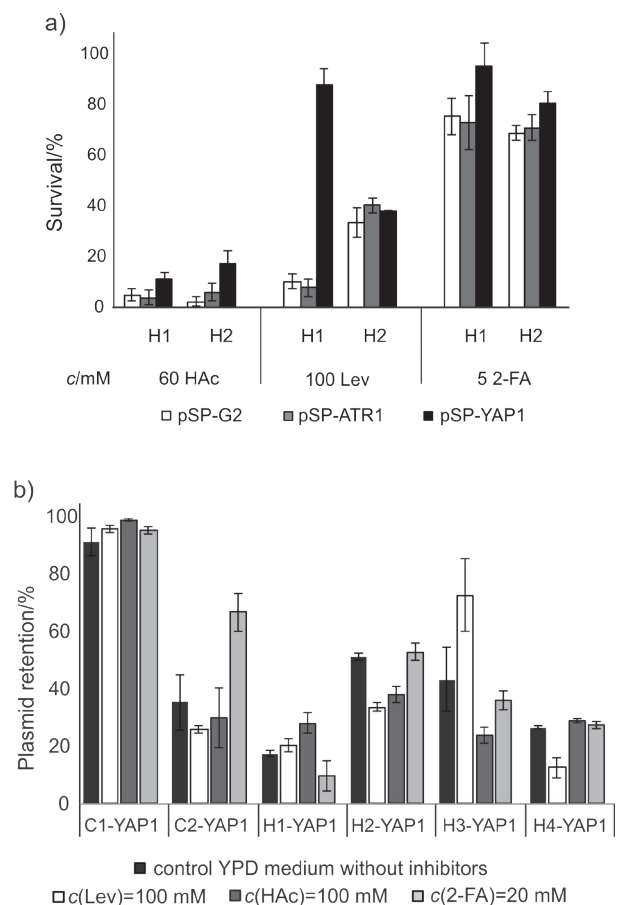 a)
Survival/%
100
80
60
40
20
0
H1 H2 H1 H2 H1 H2
c/mM 60 HAc 100 Lev 5 2-FA
pSP-G2 pSP-ATR1 pSP-YAP1
b)
Plasmid retention/%
100
80
60
40
20
0
C1-YAP1 C2-YAP1 H1-YAP1 H2-YAP1 H3-YAP1 H4-YAP1
control YPD medium without inhibitors
c(Lev)=100 mM c(HAc)=100 mM c(2-FA)=20 mM